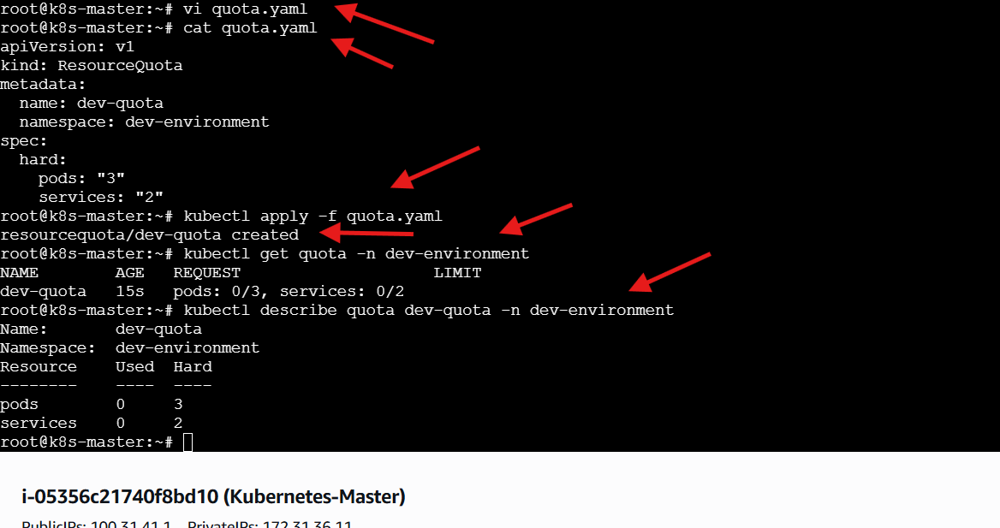 root@k8s-master:~# vi quota.yaml
root@k8s-master:~# cat quota.yaml
apiVersion: v1
kind: ResourceQuota
metadata:
  name: dev-quota
  namespace: dev-environment
spec:
  hard:
    pods: "3"
    services: "2"
root@k8s-master:~# kubectl apply -f quota.yaml
resourcequota/dev-quota created
root@k8s-master:~# kubectl get quota -n dev-environment
NAME        AGE   REQUEST                    LIMIT
dev-quota   15s   pods: 0/3, services: 0/2
root@k8s-master:~# kubectl describe quota dev-quota -n dev-environment
Name:       dev-quota
Namespace:  dev-environment
Resource    Used  Hard
--------    ----  ----
pods        0     3
services    0     2
root@k8s-master:~#
i-05356c21740f8bd10 (Kubernetes-Master)
PublicIPs: 100.31.41.1   PrivateIPs: 172.31.36.11